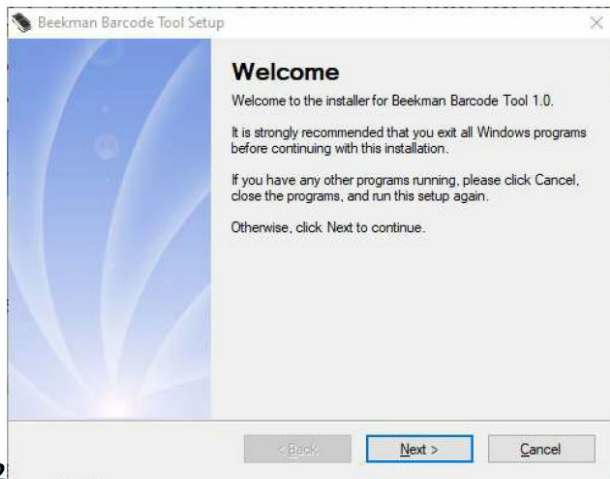 Beekman Barcode Tool Setup
Welcome
Welcome to the installer for Beekman Barcode Tool 1.0.
It is strongly recommended that you exit all Windows programs
before continuing with this installation.
If you have any other programs running, please click Cancel,
close the programs, and run this setup again.
Otherwise, click Next to continue.
< Back
Next >
Cancel
2